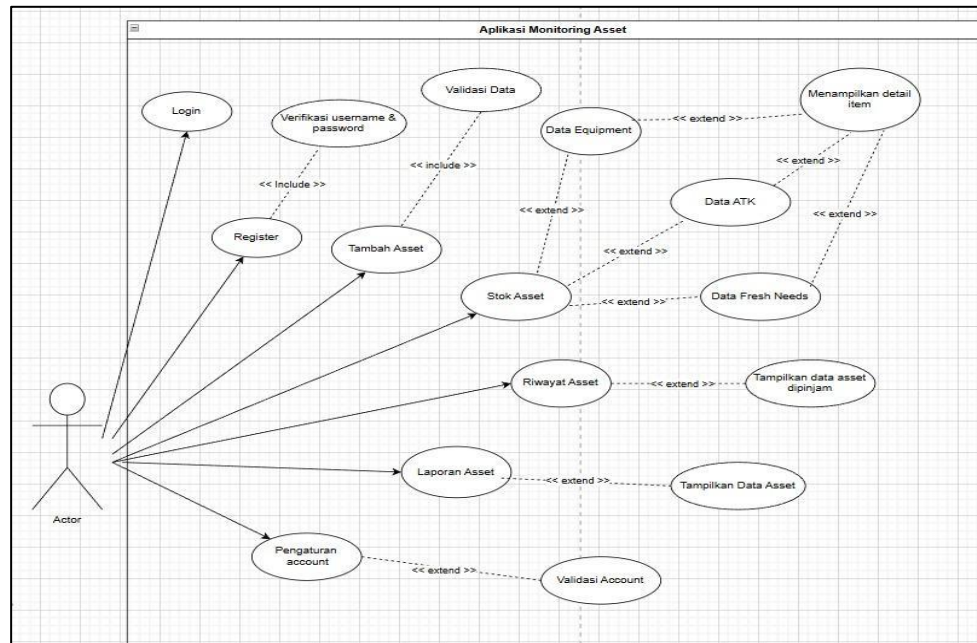 Aplikasi Monitoring Asset
Login
Verifikasi username &
password
<< Include >>
Register
Validasi Data
<< include >>
Tambah Asset
Data Equipment
<< extend >>
Menampilkan detail
item
<< extend >>
Data ATK
<< extend >>
<< extend >>
<< extend >>
Stok Asset
<< extend >>
Data Fresh Needs
Riwayat Asset
<< extend >>
Tampilkan data asset
dipinjam
Laporan Asset
<< extend >>
Tampilkan Data Asset
Actor
Pengaturan
account
<< extend >>
Validasi Account